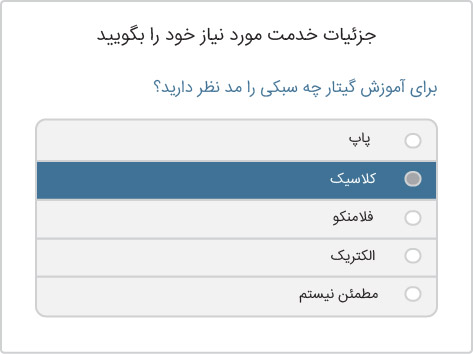 جزئیات خدمت مورد نیاز خود را بگویید
برای آموزش گیتار چه سبکی را مد نظر دارید؟
پاپ
کلاسیک
فلامنکو
الکتریک
مطمئن نیستم